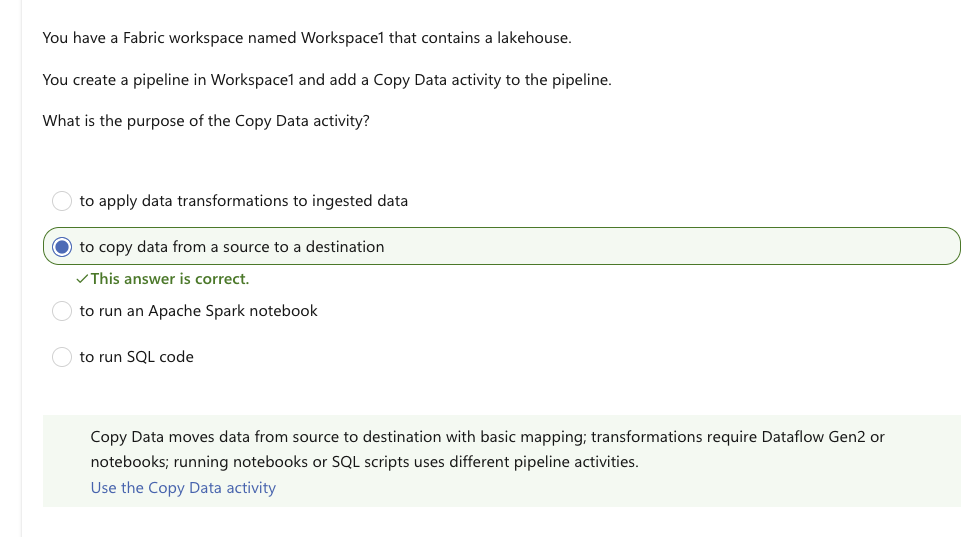 You have a Fabric workspace named Workspace1 that contains a lakehouse.
You create a pipeline in Workspace1 and add a Copy Data activity to the pipeline.
What is the purpose of the Copy Data activity?
to apply data transformations to ingested data
to copy data from a source to a destination
✓This answer is correct.
to run an Apache Spark notebook
to run SQL code
Copy Data moves data from source to destination with basic mapping; transformations require Dataflow Gen2 or
notebooks; running notebooks or SQL scripts uses different pipeline activities.
Use the Copy Data activity